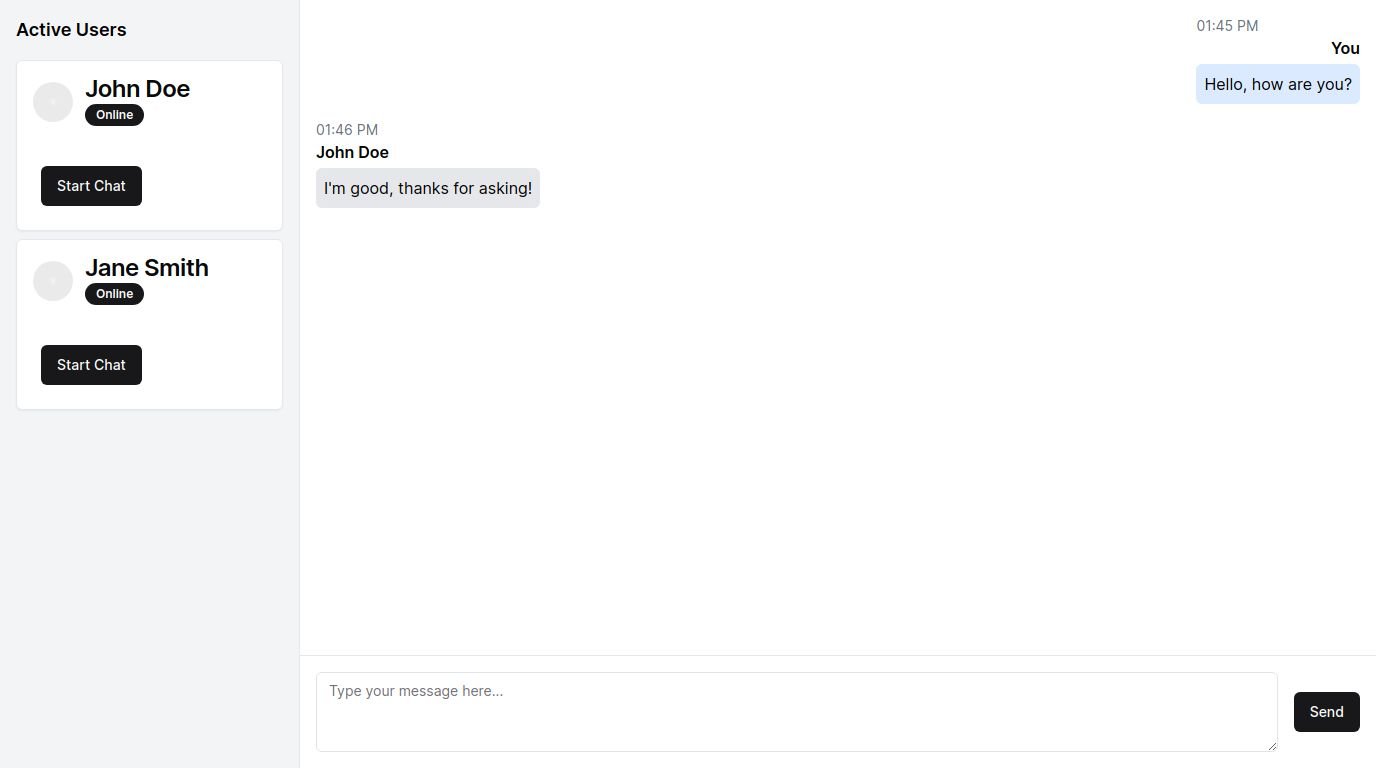 Active Users
John Doe
Online
Start Chat
Jane Smith
Online
Start Chat
01:45 PM
You
Hello, how are you?
01:46 PM
John Doe
I'm good, thanks for asking!
Type your message here...
Send